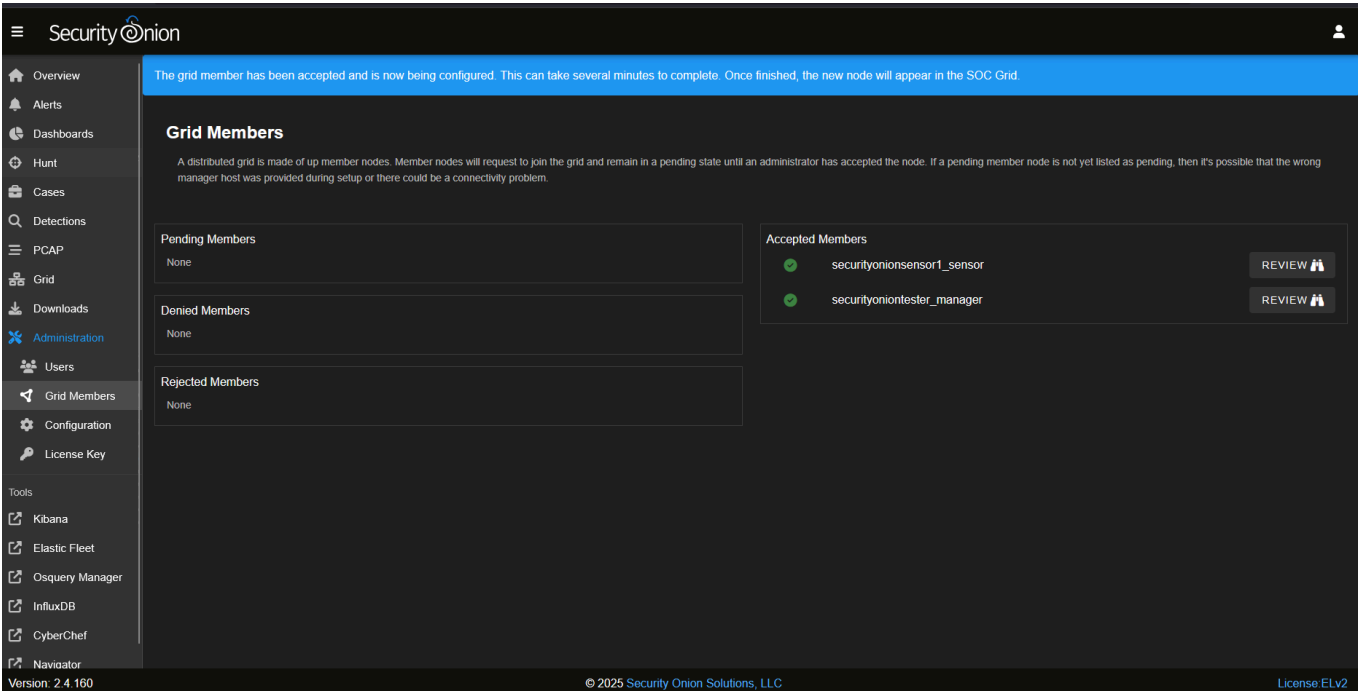 Security Onion
Overview
Alerts
Dashboards
Hunt
Cases
Detections
PCAP
Grid
Downloads
Administration
Users
Grid Members
Configuration
License Key
Tools
Kibana
Elastic Fleet
Osquery Manager
InfluxDB
CyberChef
Navigator
The grid member has been accepted and is now being configured. This can take several minutes to complete. Once finished, the new node will appear in the SOC Grid.
Grid Members
A distributed grid is made of up member nodes. Member nodes will request to join the grid and remain in a pending state until an administrator has accepted the node. If a pending member node is not yet listed as pending, then it's possible that the wrong
manager host was provided during setup or there could be a connectivity problem.
Pending Members
None
Denied Members
None
Rejected Members
None
Accepted Members
securityonionsensor1_sensor REVIEW
securityoniontester_manager REVIEW
Version: 2.4.160 © 2025 Security Onion Solutions, LLC License:ELv2